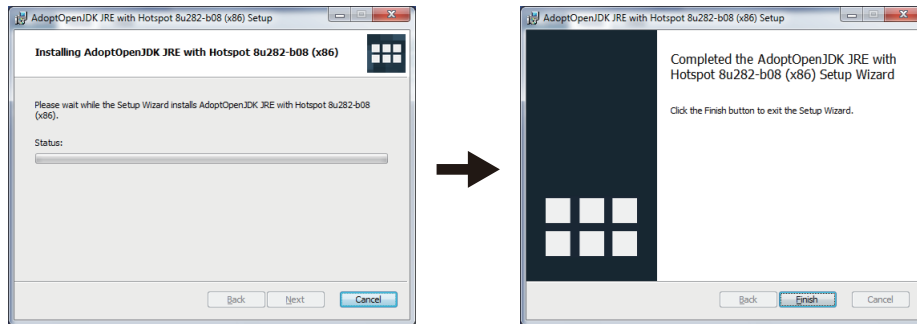 AdoptOpenJDK JRE with Hotspot 8u282-b08 (x86) Setup
Installing AdoptOpenJDK JRE with Hotspot 8u282-b08 (x86)
Please wait while the Setup Wizard installs AdoptOpenJDK JRE with Hotspot 8u282-b08
(x86).
Status:
Back Next Cancel
AdoptOpenJDK JRE with Hotspot 8u282-b08 (x86) Setup
Completed the AdoptOpenJDK JRE with
Hotspot 8u282-b08 (x86) Setup Wizard
Click the Finish button to exit the Setup Wizard.
Back Finish Cancel